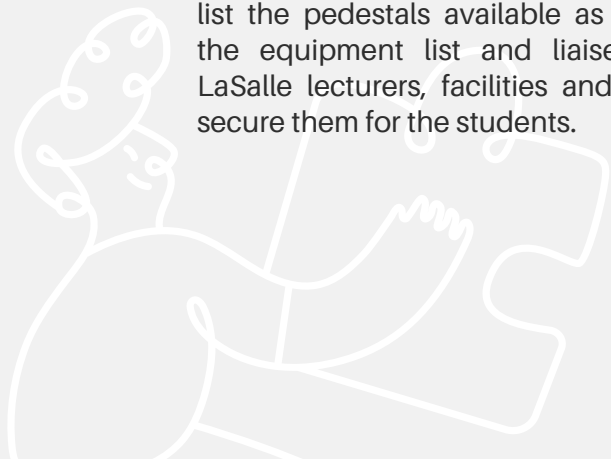 list the pedestals available as
the equipment list and liaise
LaSalle lecturers, facilities and
secure them for the students.